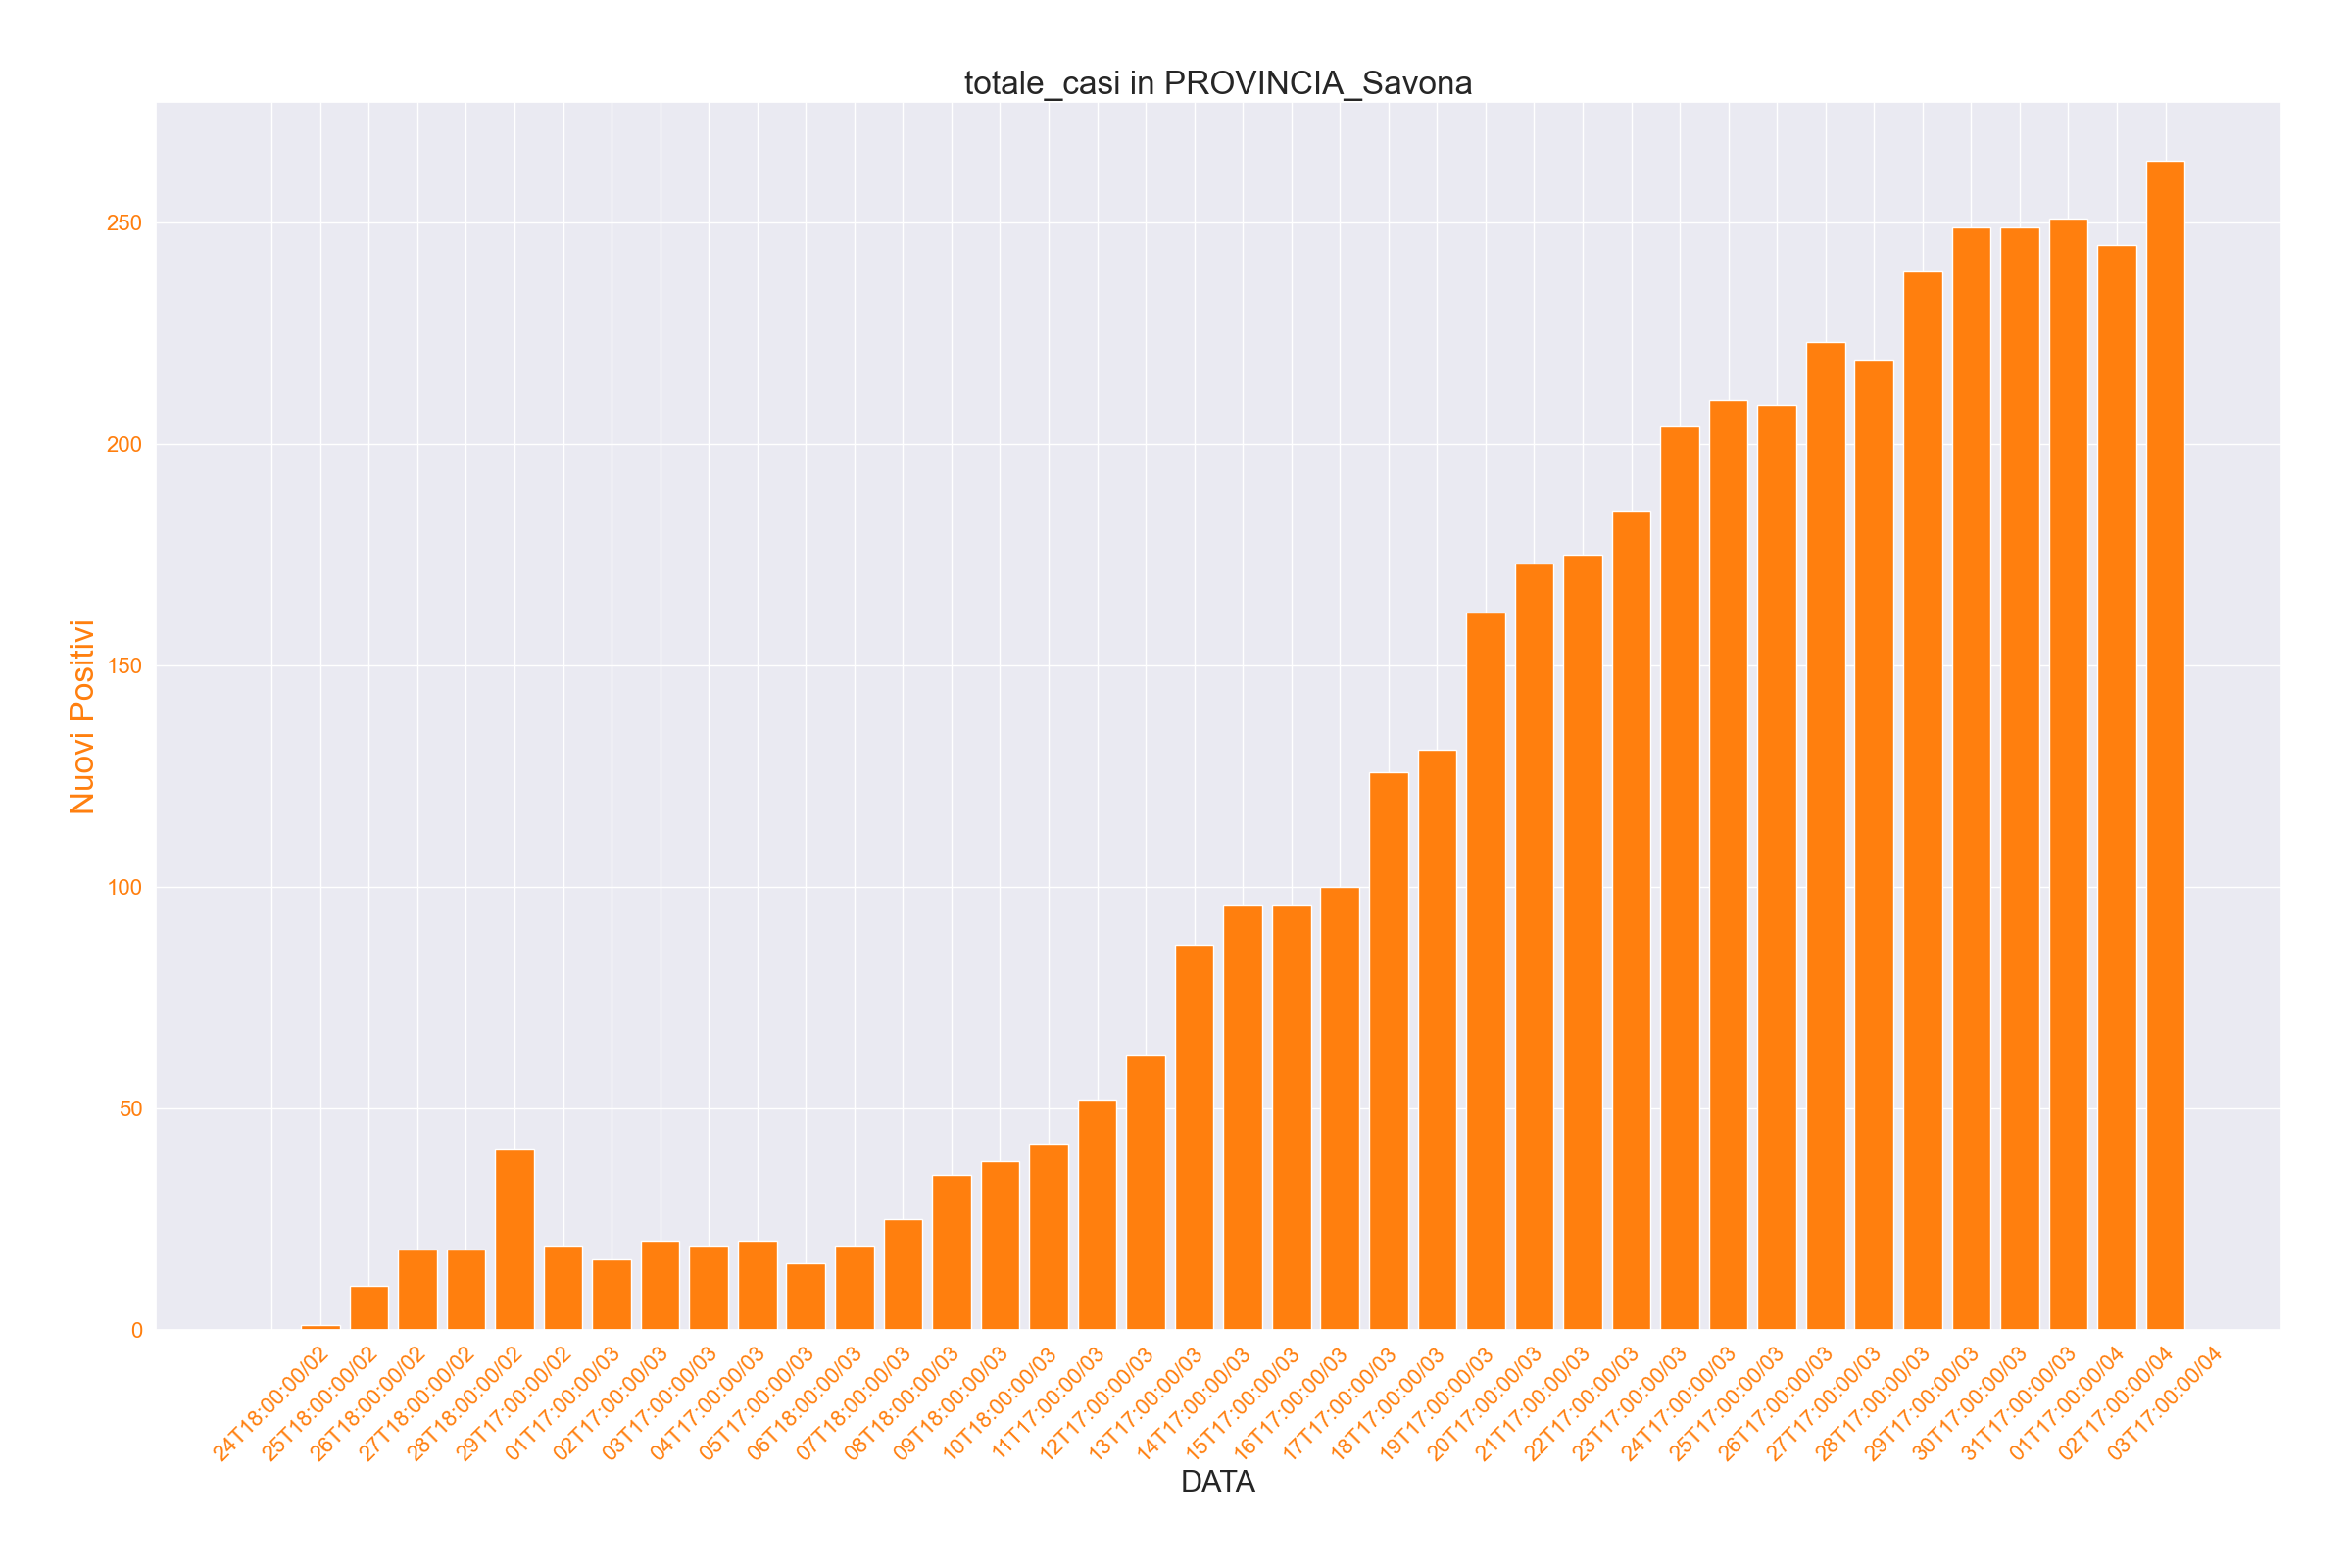 totale_casi in PROVINCIA_Savona
Nuovi Positivi
250
200
150
100
50
0
24T18:00:00/02
25T18:00:00/02
26T18:00:00/02
27T18:00:00/02
28T18:00:00/02
29T17:00:00/02
01T17:00:00/03
02T17:00:00/03
03T17:00:00/03
04T17:00:00/03
05T17:00:00/03
06T18:00:00/03
07T18:00:00/03
08T18:00:00/03
09T18:00:00/03
10T18:00:00/03
11T17:00:00/03
12T17:00:00/03
13T17:00:00/03
14T17:00:00/03
15T17:00:00/03
16T17:00:00/03
17T17:00:00/03
18T17:00:00/03
19T17:00:00/03
20T17:00:00/03
21T17:00:00/03
22T17:00:00/03
23T17:00:00/03
24T17:00:00/03
25T17:00:00/03
26T17:00:00/03
27T17:00:00/03
28T17:00:00/03
29T17:00:00/03
30T17:00:00/03
31T17:00:00/03
01T17:00:00/04
02T17:00:00/04
03T17:00:00/04
DATA